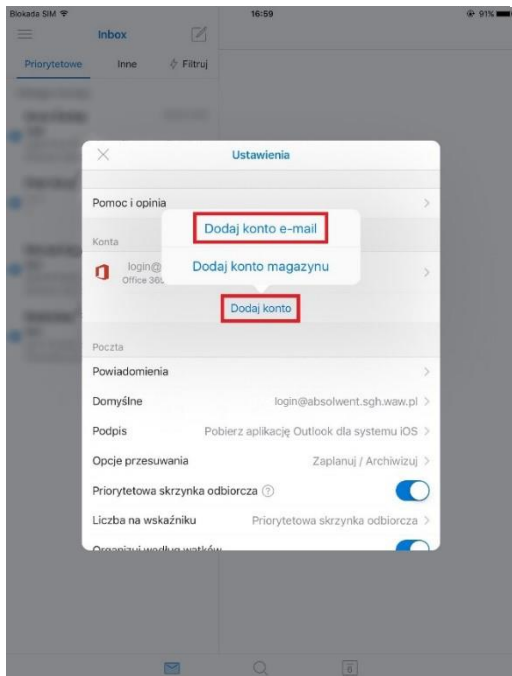 Blokada SIM 16:59 91%
Inbox
Priorytetowe Inne Filtruj
Ustawienia
Pomoc i opinia
Dodaj konto e-mail
Konta
login@
Dodaj konto magazynu
Office 365
Dodaj konto
Poczta
Powiadomienia
Domyślne login@absolwent.sgh.waw.pl
Podpis Pobierz aplikację Outlook dla systemu iOS
Opcje przesuwania Zaplanuj / Archiwizuj
Priorytetowa skrzynka odbiorcza ?
Liczba na wskaźniku Priorytetowa skrzynka odbiorcza
Organizuj według wątków
6